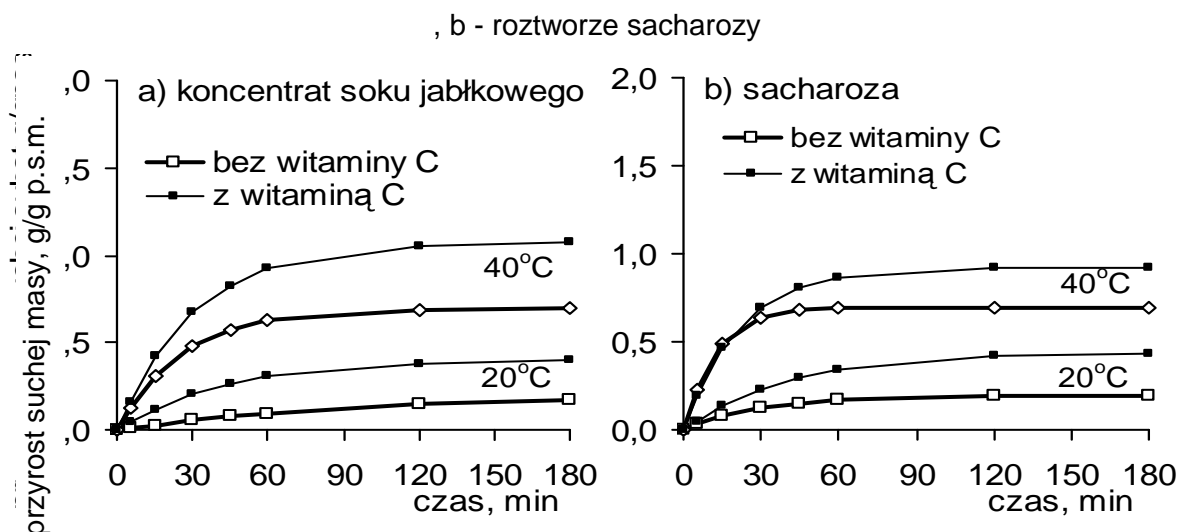 , b - roztworze sacharozy
przyrost suchej masy, g/g p.s.m.
,0
,5
,0
,5
,0
a) koncentrat soku jabłkowego
bez witaminy C
z witaminą C
40°C
20°C
0 30 60 90 120 150 180
czas, min
2,0
1,5
1,0
0,5
0,0
b) sacharoza
bez witaminy C
z witaminą C
40°C
20°C
0 30 60 90 120 150 180
czas, min